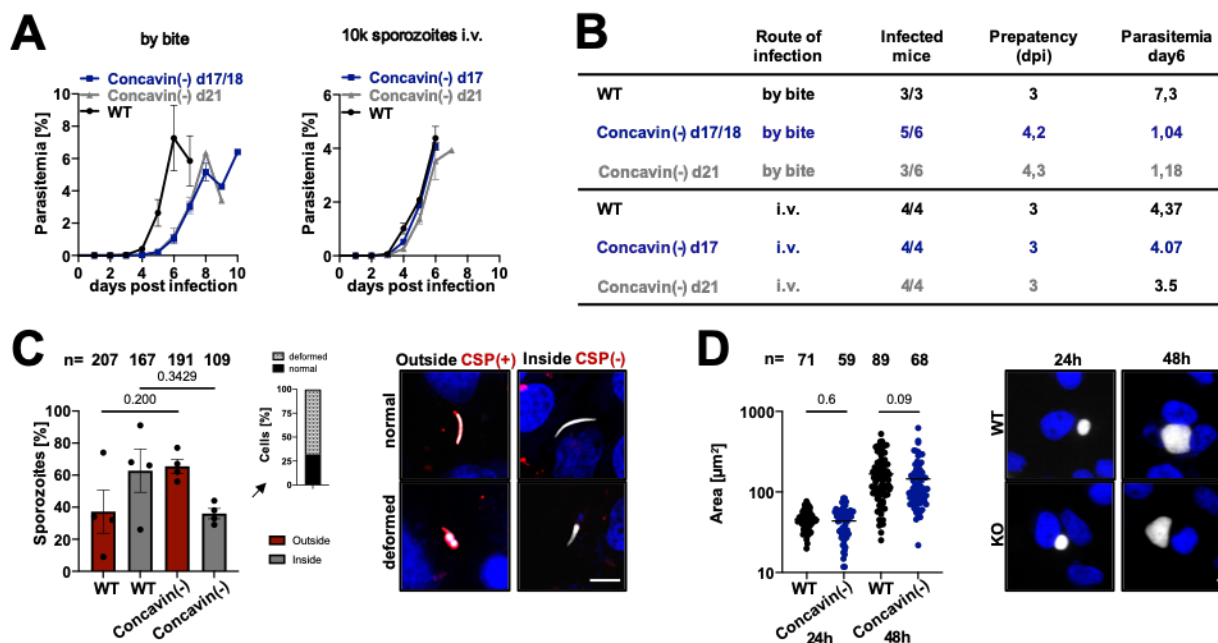 A
by bite
10k sporozoites i.v.
Concavin(-) d17/18
Concavin(-) d21
WT
Parasitemia [%]
10
8
6
4
2
0
0 2 4 6 8 10
days post infection
Concavin(-) d17
Concavin(-) d21
WT
Parasitemia [%]
6
4
2
0
0 2 4 6 8 10
days post infection
B
Route of infection Infected mice Prepatency (dpi) Parasitemia day6
WT by bite 3/3 3 7,3
Concavin(-) d17/18 by bite 5/6 4,2 1,04
Concavin(-) d21 by bite 3/6 4,3 1,18
WT i.v. 4/4 3 4,37
Concavin(-) d17 i.v. 4/4 3 4.07
Concavin(-) d21 i.v. 4/4 3 3.5
C
n= 207 167 191 109
0.3429
0.200
Sporozoites [%]
100
80
60
40
20
0
WT WT Concavin(-) Concavin(-)
deformed
normal
Cells [%]
100
75
50
25
0
Outside
Inside
Outside CSP(+) Inside CSP(-)
normal
deformed
D
n= 71 59 89 68
0.6 0.09
Area [µm²]
1000
100
10
WT Concavin(-) WT Concavin(-)
24h 48h
24h 48h
WT
KO